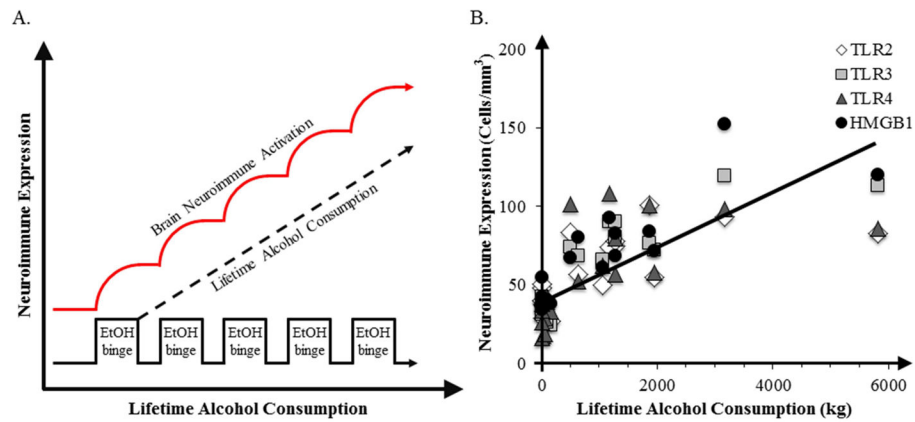 A.
Neuroimmune Expression
Brain Neuroimmune Activation
Lifetime Alcohol Consumption
EtOH
binge
EtOH
binge
EtOH
binge
EtOH
binge
EtOH
binge
Lifetime Alcohol Consumption
B.
Neuroimmune Expression (Cells/mm³)
200
150
100
50
0
TLR2
TLR3
TLR4
HMGB1
0
2000
4000
6000
Lifetime Alcohol Consumption (kg)